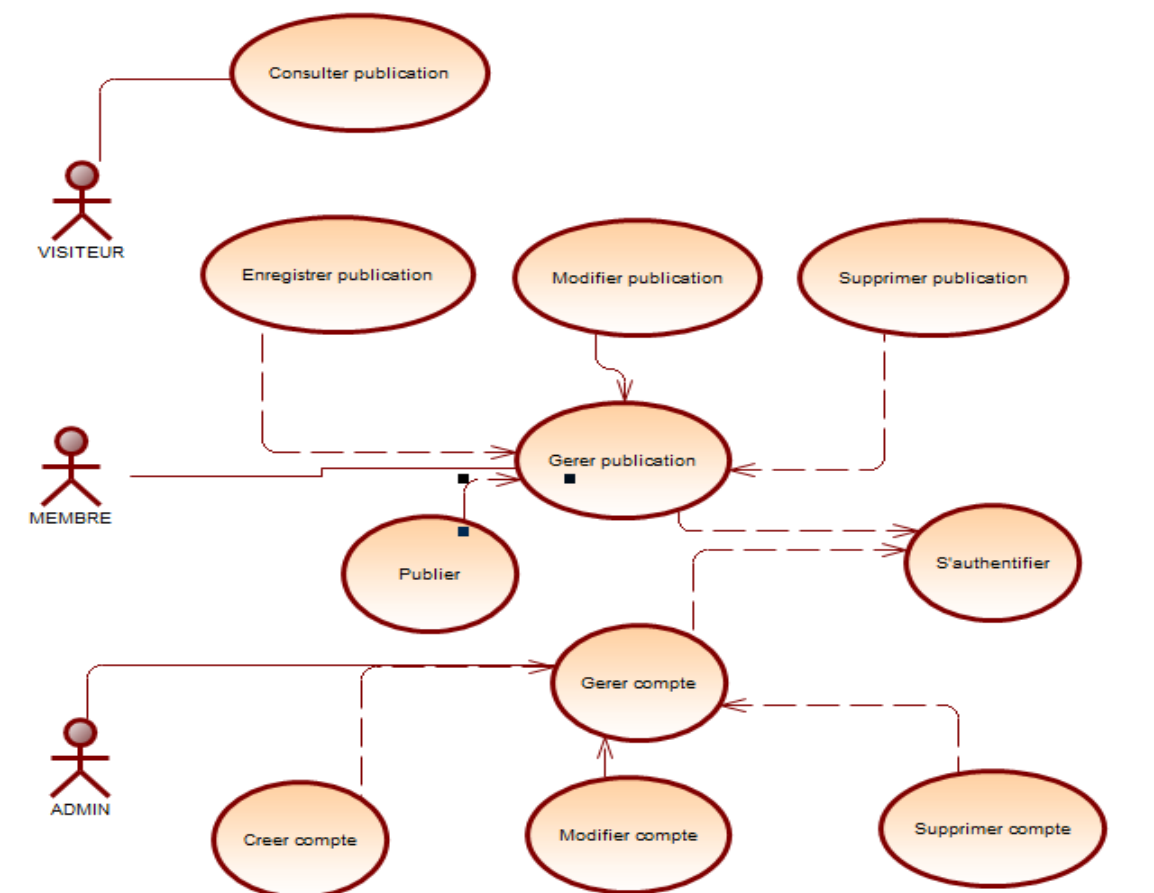 Consulter publication
VISITEUR
Enregistrer publication
Modifier publication
Supprimer publication
Gerer publication
MEMBRE
Publier
S'authentifier
Gerer compte
ADMIN
Creer compte
Modifier compte
Supprimer compte